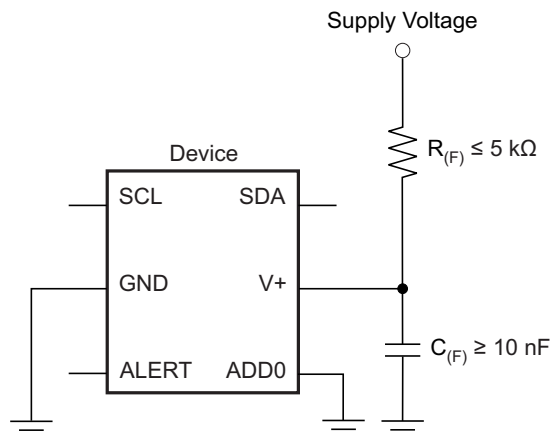 Supply Voltage
R(F) ≤ 5 kΩ
Device
SCL SDA
GND V+
C(F) ≥ 10 nF
ALERT ADD0